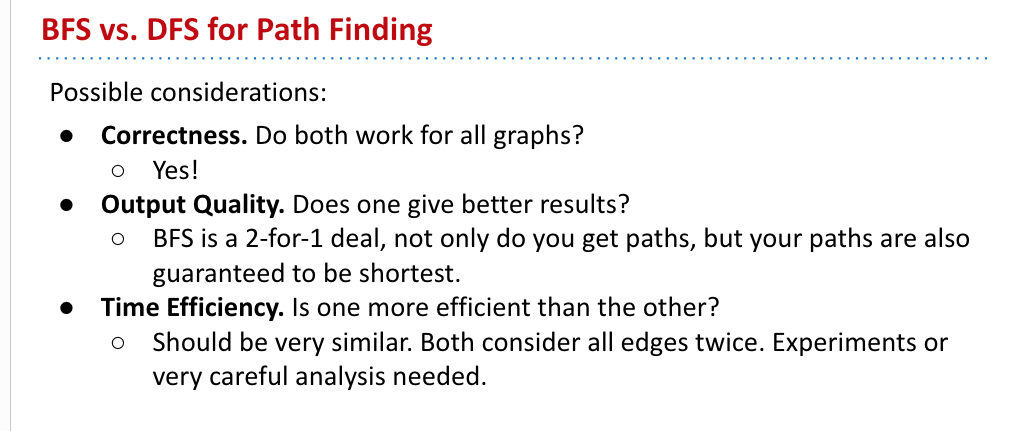 BFS vs. DFS for Path Finding
Possible considerations:
● Correctness. Do both work for all graphs?
○ Yes!
● Output Quality. Does one give better results?
○ BFS is a 2-for-1 deal, not only do you get paths, but your paths are also
guaranteed to be shortest.
● Time Efficiency. Is one more efficient than the other?
○ Should be very similar. Both consider all edges twice. Experiments or
very careful analysis needed.